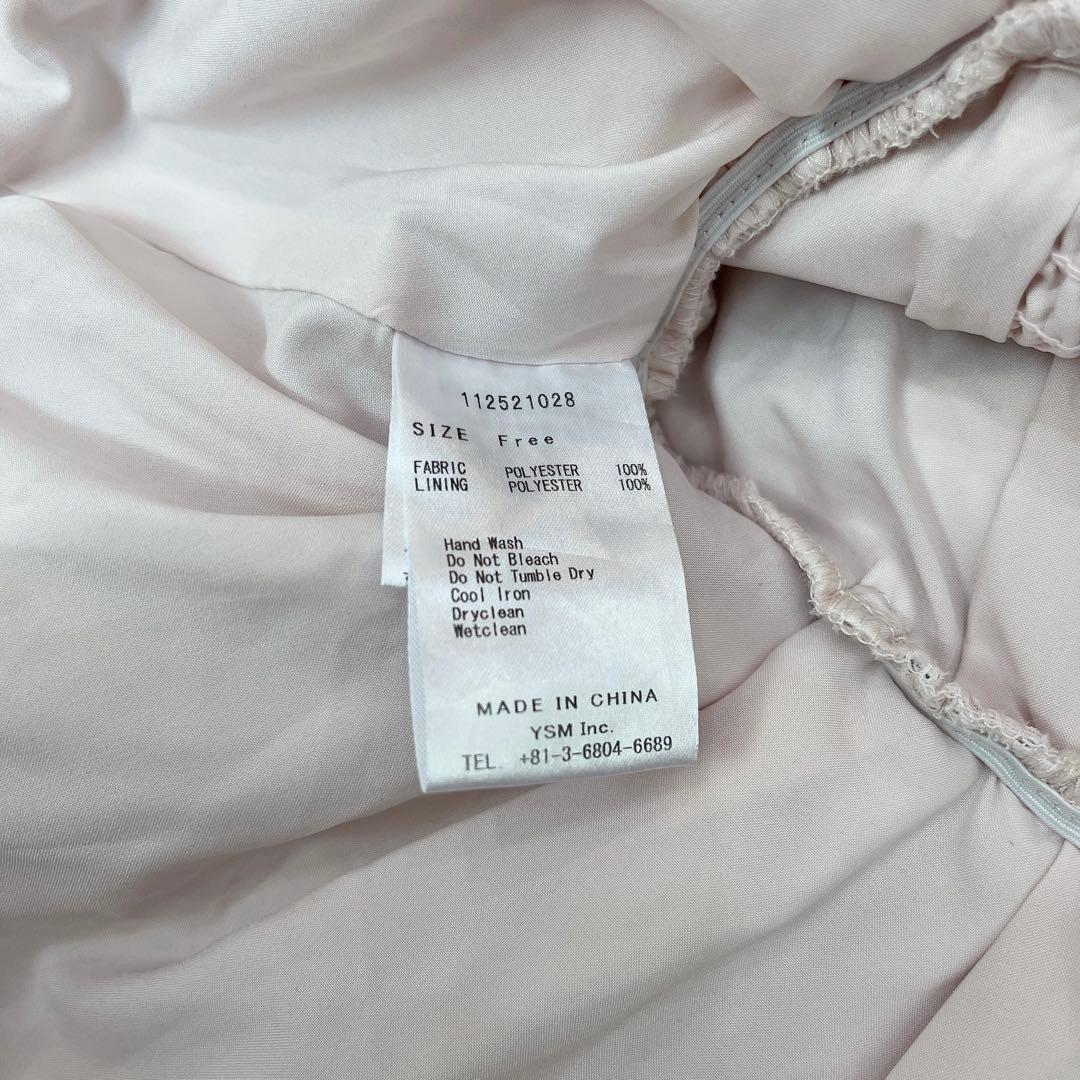 112521028
SIZE Free
FABRIC POLYESTER 100%
LINING POLYESTER 100%
Hand Wash
Do Not Bleach
Do Not Tumble Dry
Cool Iron
Dryclean
Wetclean
MADE IN CHINA
YSM Inc.
TEL. +81-3-6804-6689